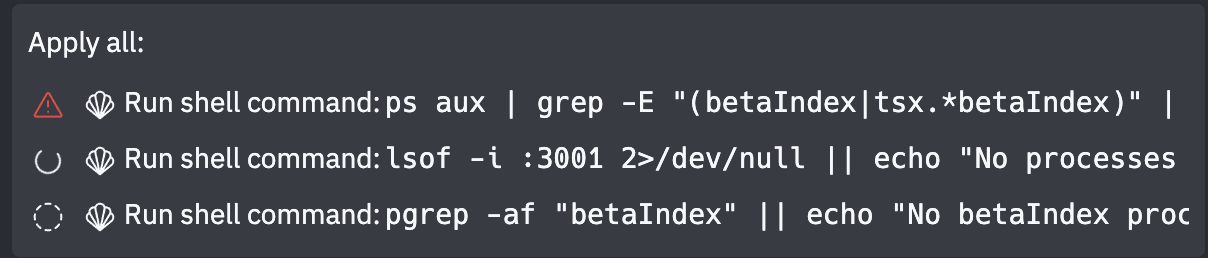 Apply all:
Run shell command: ps aux | grep -E "(betaIndex|tsx.*betaIndex)" |
Run shell command: lsof -i :3001 2>/dev/null || echo "No processes
Run shell command: pgrep -af "betaIndex" || echo "No betaIndex proc